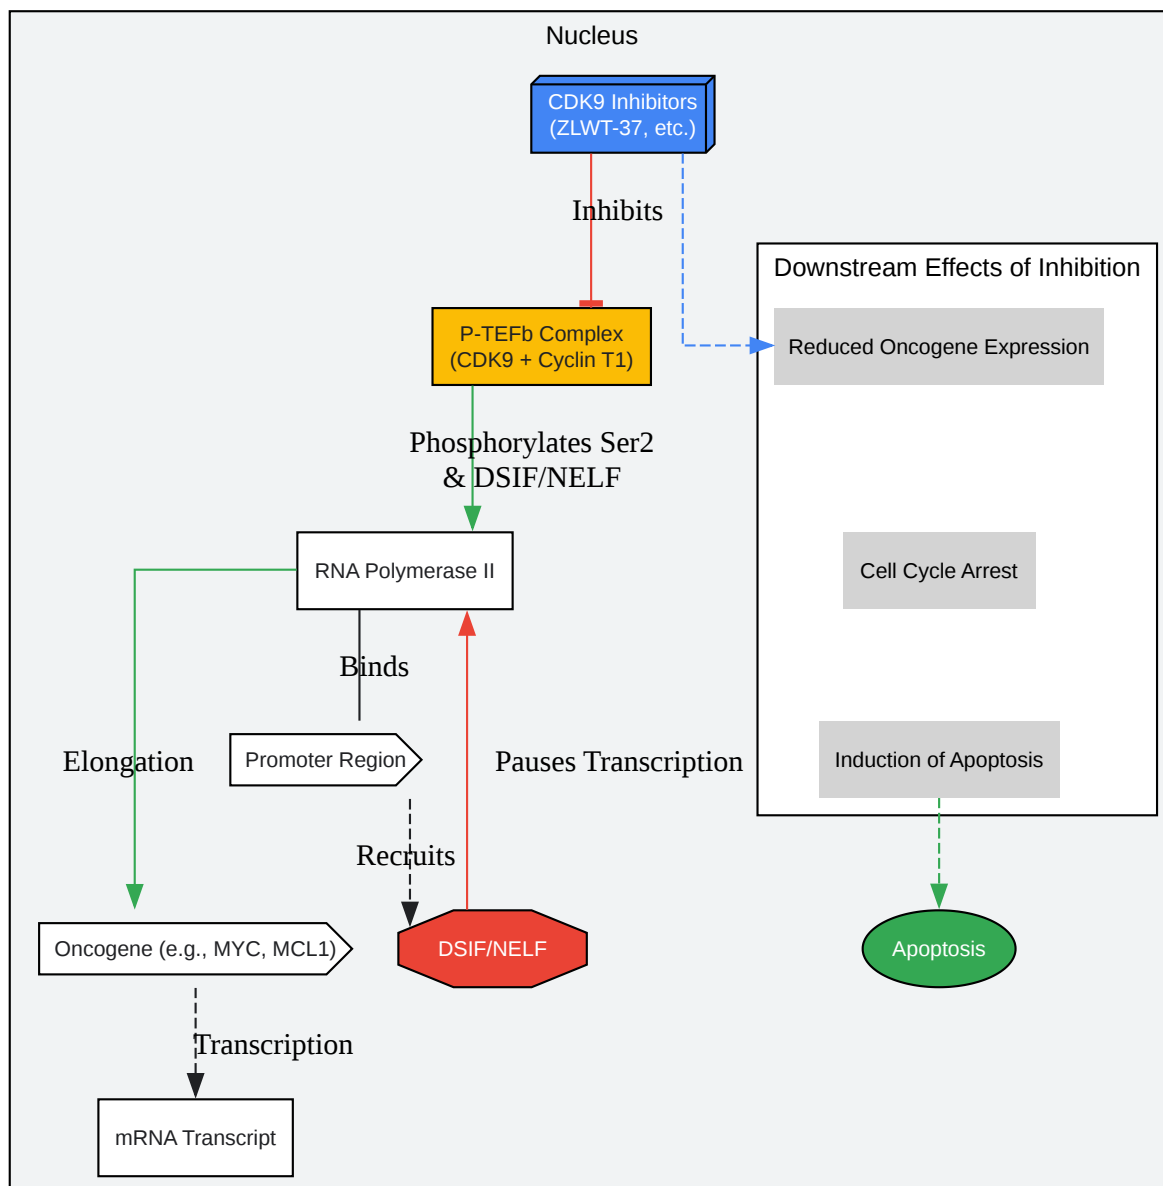 Nucleus
CDK9 Inhibitors
(ZLWT-37, etc.)
Inhibits
Downstream Effects of Inhibition
P-TEFb Complex
(CDK9 + Cyclin T1)
Reduced Oncogene Expression
Phosphorylates Ser2
& DSIF/NELF
RNA Polymerase II
Cell Cycle Arrest
Binds
Elongation
Promoter Region
Pauses Transcription
Induction of Apoptosis
Recruits
Oncogene (e.g., MYC, MCL1)
DSIF/NELF
Apoptosis
Transcription
mRNA Transcript